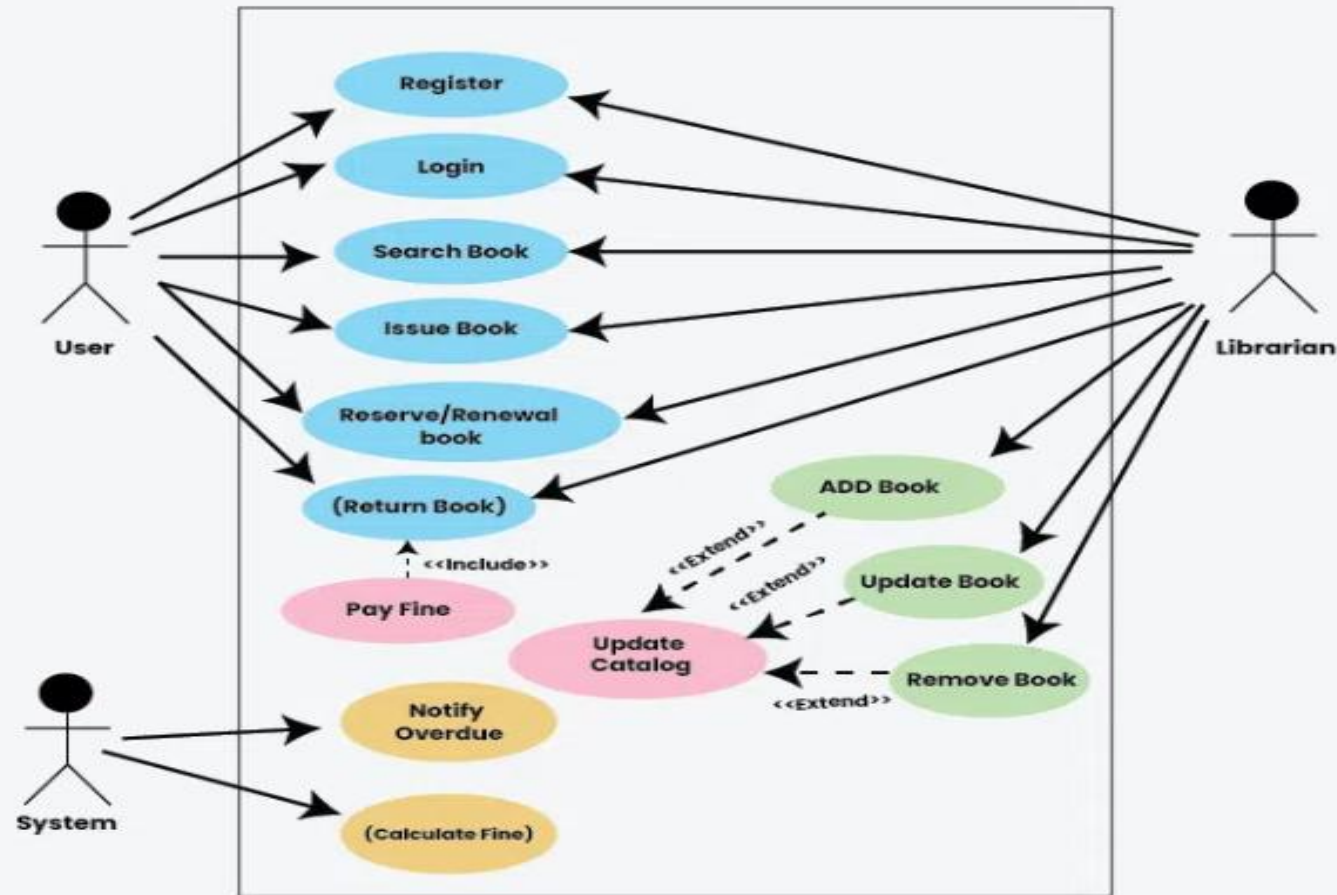 Register
Login
Search Book
User
Issue Book
Librarian
Reserve/Renewal
book
(Return Book)
ADD Book
<<Extend>>
<<Include>>
<<Extend>>
Update Book
Pay Fine
Update
Catalog
Remove Book
<<Extend>>
Notify
Overdue
System
(Calculate Fine)